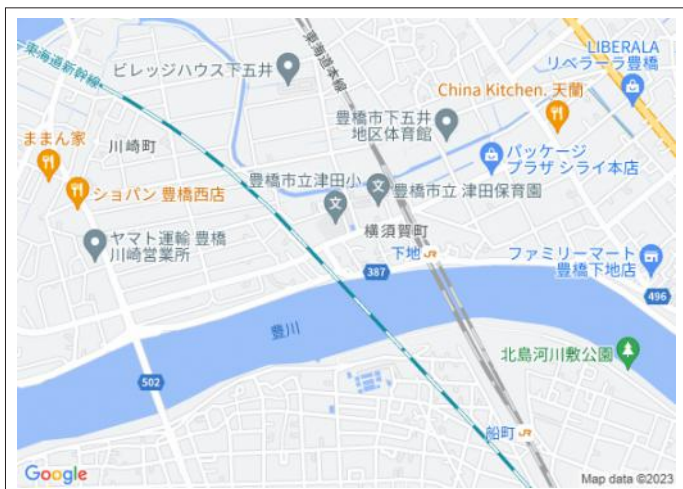 東海道新幹線
ビレッジハウス下五井
東海道本線
LIBERALA
リベラーラ豊橋
China Kitchen. 天蘭
豊橋市下五井
地区体育館
ままん家
川崎町
パッケージ
プラザ シライ本店
ショパン 豊橋西店
豊橋市立津田小
豊橋市立 津田保育園
ヤマト運輸 豊橋
川崎営業所
横須賀町
下地 JR
ファミリーマート
豊橋下地店
387
496
豊川
北島河川敷公園
502
船町 JR
Google
Map data ©2023